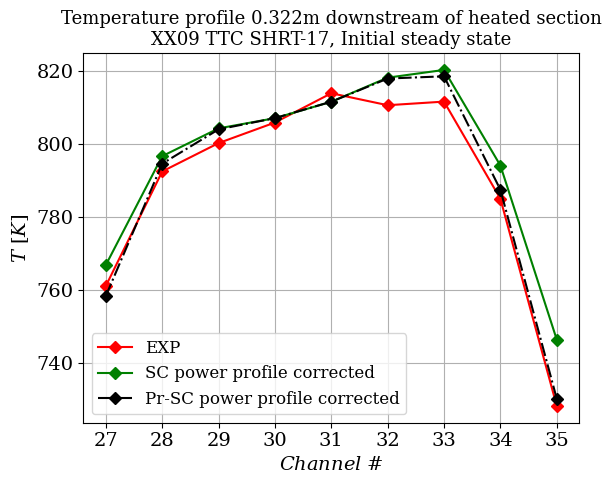 Temperature profile 0.322m downstream of heated section
XX09 TTC SHRT-17, Initial steady state
T [K]
820
800
780
760
740
EXP
SC power profile corrected
Pr-SC power profile corrected
27 28 29 30 31 32 33 34 35
Channel #